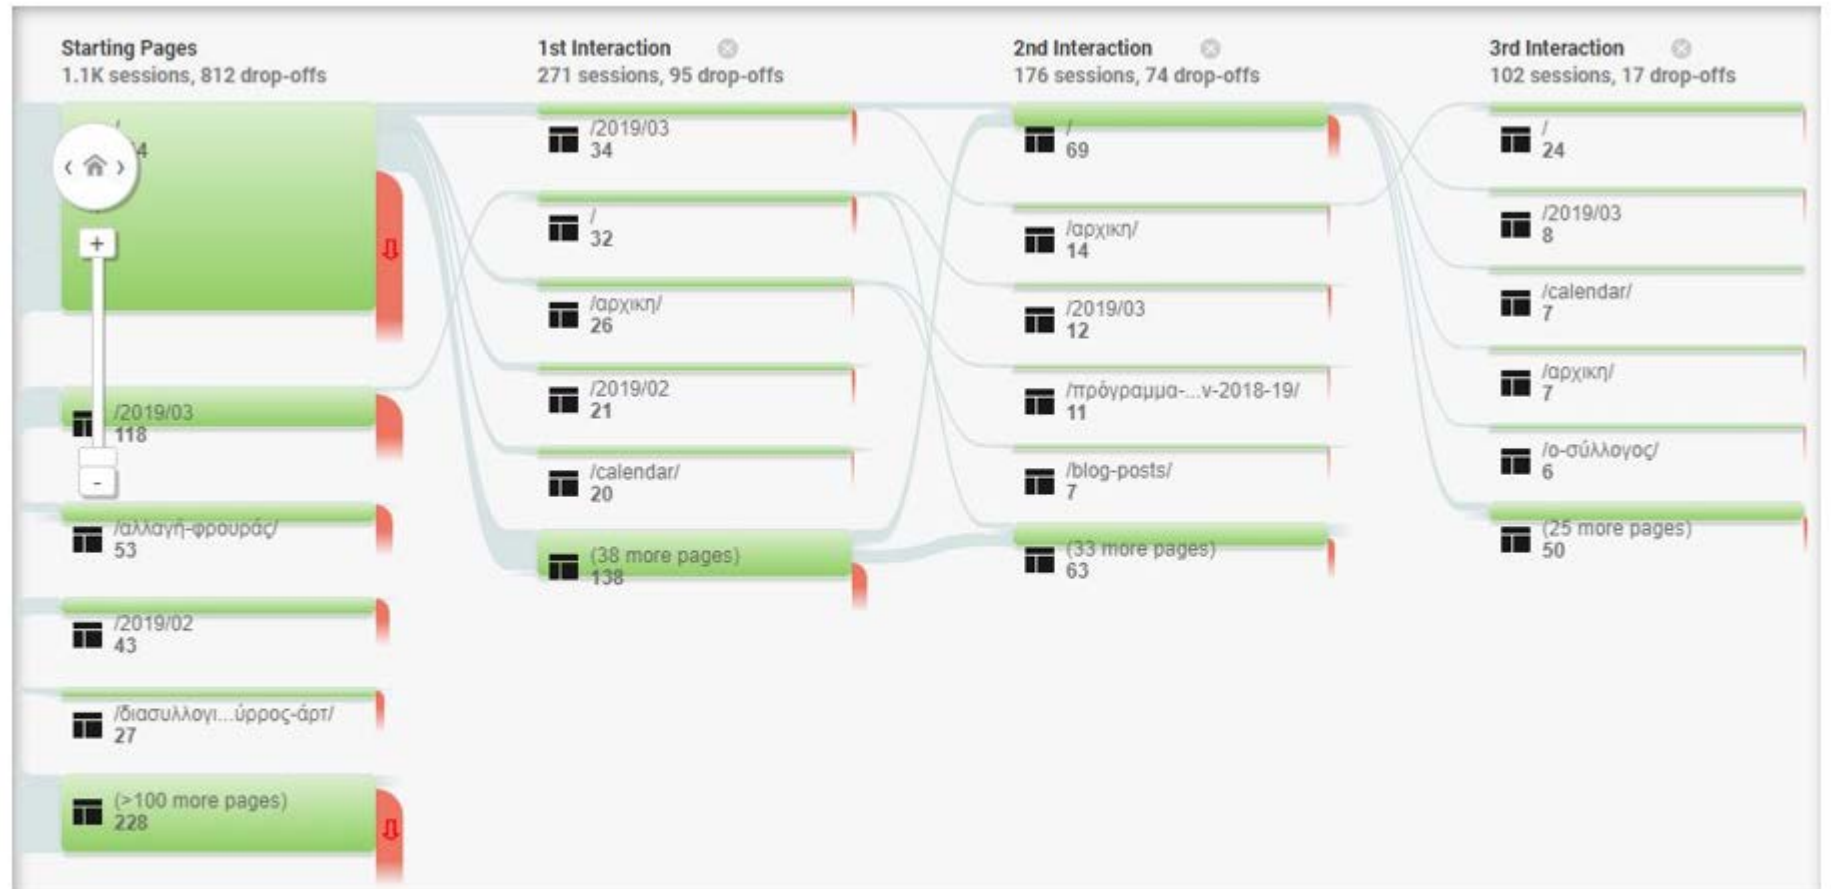 Starting Pages
1.1K sessions, 812 drop-offs
/
4
/2019/03
118
/αλλαγή-φρουράς/
53
/2019/02
43
/διασυλλογι...ύρρος-άρτ/
27
(>100 more pages)
228
+
-
1st Interaction
271 sessions, 95 drop-offs
/2019/03
34
/
32
/αρχικη/
26
/2019/02
21
/calendar/
20
(38 more pages)
138
2nd Interaction
176 sessions, 74 drop-offs
/
69
/αρχικη/
14
/2019/03
12
/πρόγραμμα-...ν-2018-19/
11
/blog-posts/
7
(33 more pages)
63
3rd Interaction
102 sessions, 17 drop-offs
/
24
/2019/03
8
/calendar/
7
/αρχικη/
7
/ο-σύλλογος/
6
(25 more pages)
50